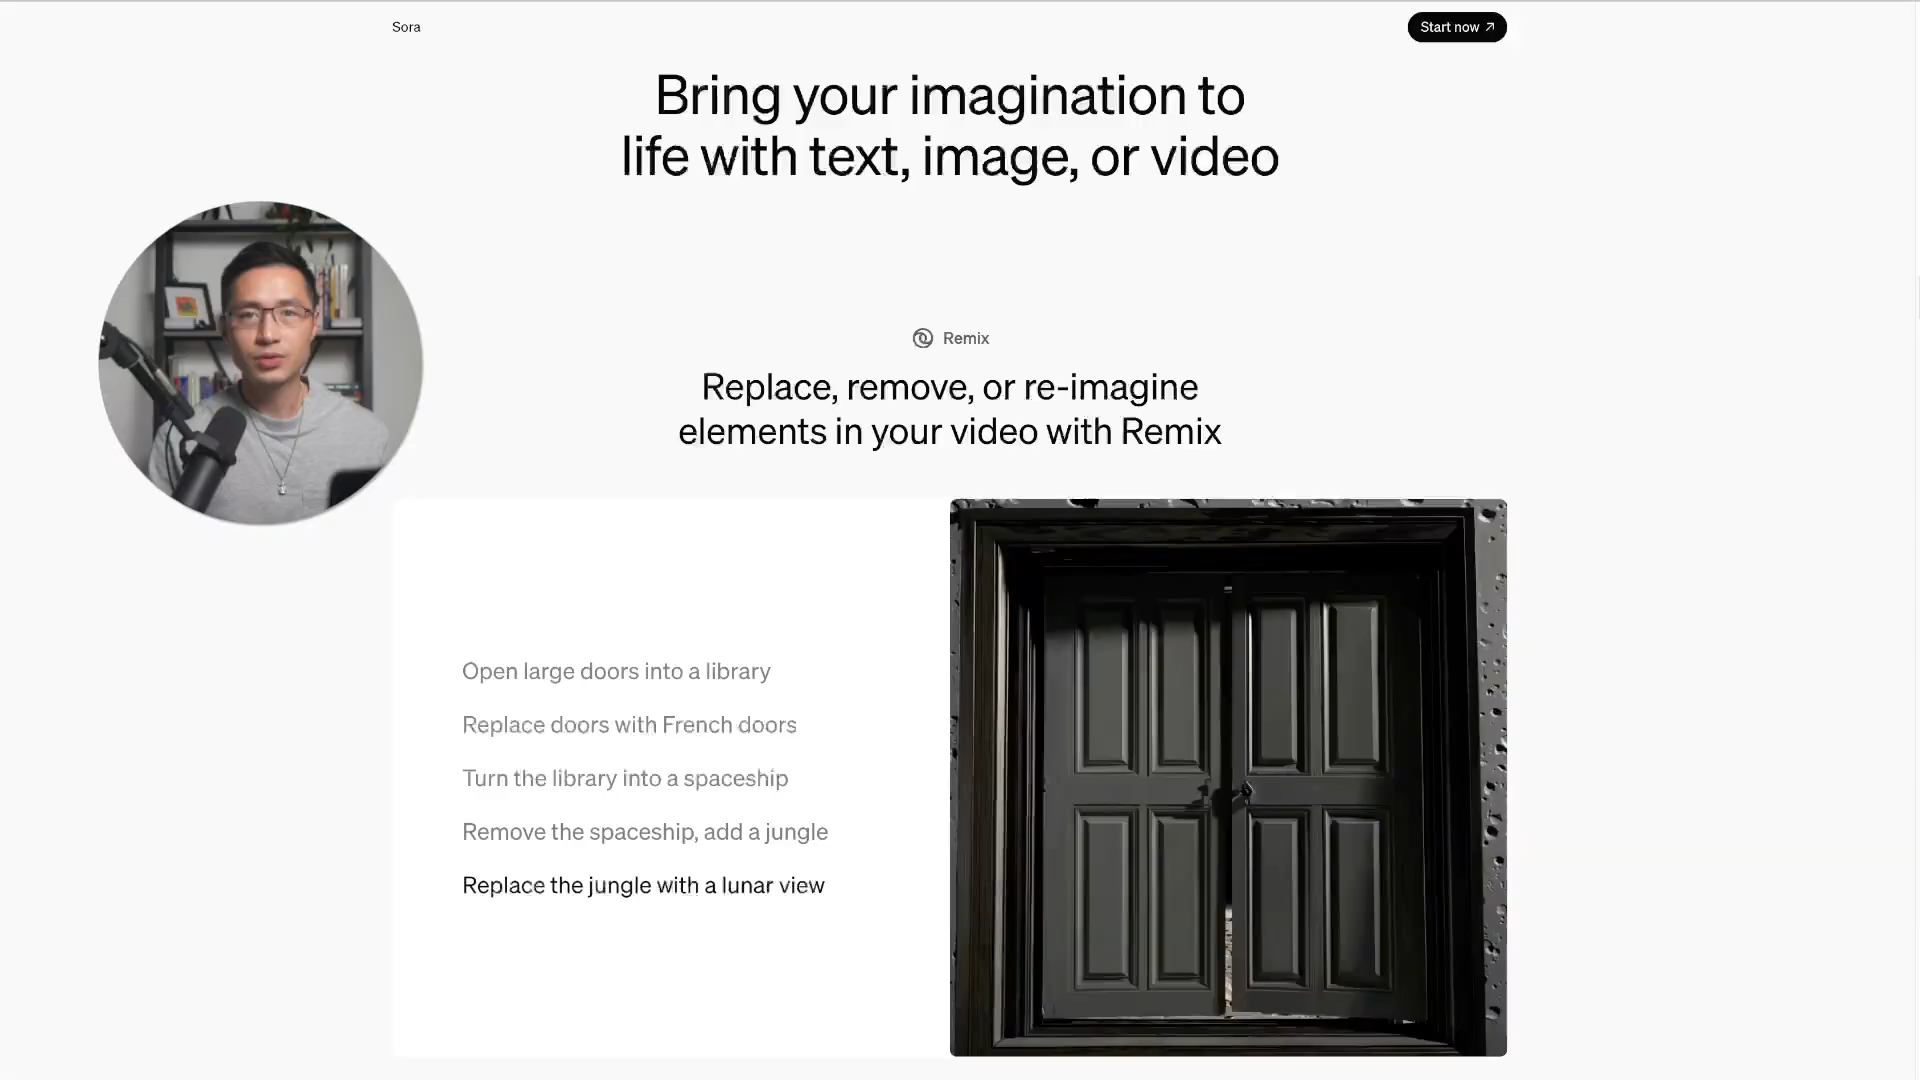 Sora
Start now
Bring your imagination to
life with text, image, or video
Remix
Replace, remove, or re-imagine
elements in your video with Remix
Open large doors into a library
Replace doors with French doors
Turn the library into a spaceship
Remove the spaceship, add a jungle
Replace the jungle with a lunar view